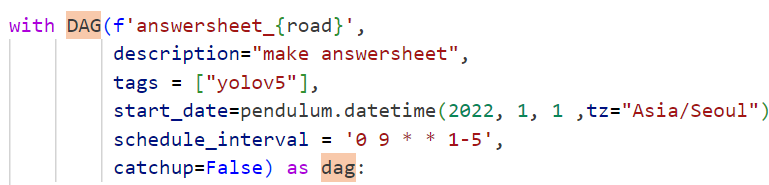 with DAG(f'answersheet_{road}',
description="make answersheet",
tags = ["yolov5"],
start_date=pendulum.datetime(2022, 1, 1 ,tz="Asia/Seoul")
schedule_interval = '0 9 * * 1-5',
catchup=False) as dag: